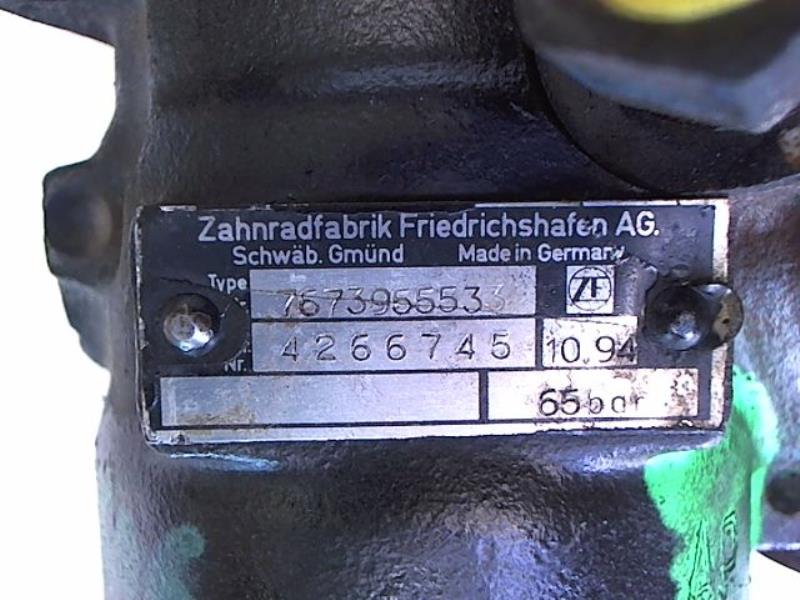 Zahnradfabrik Friedrichshafen AG.
Schwäb. Gmünd Made in Germany
Type 7673955533 ZF
Nr. 4266745 10.94
65bar